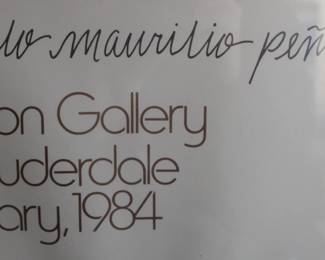 lo maurilio peñ
on Gallery
uderdale
ary, 1984